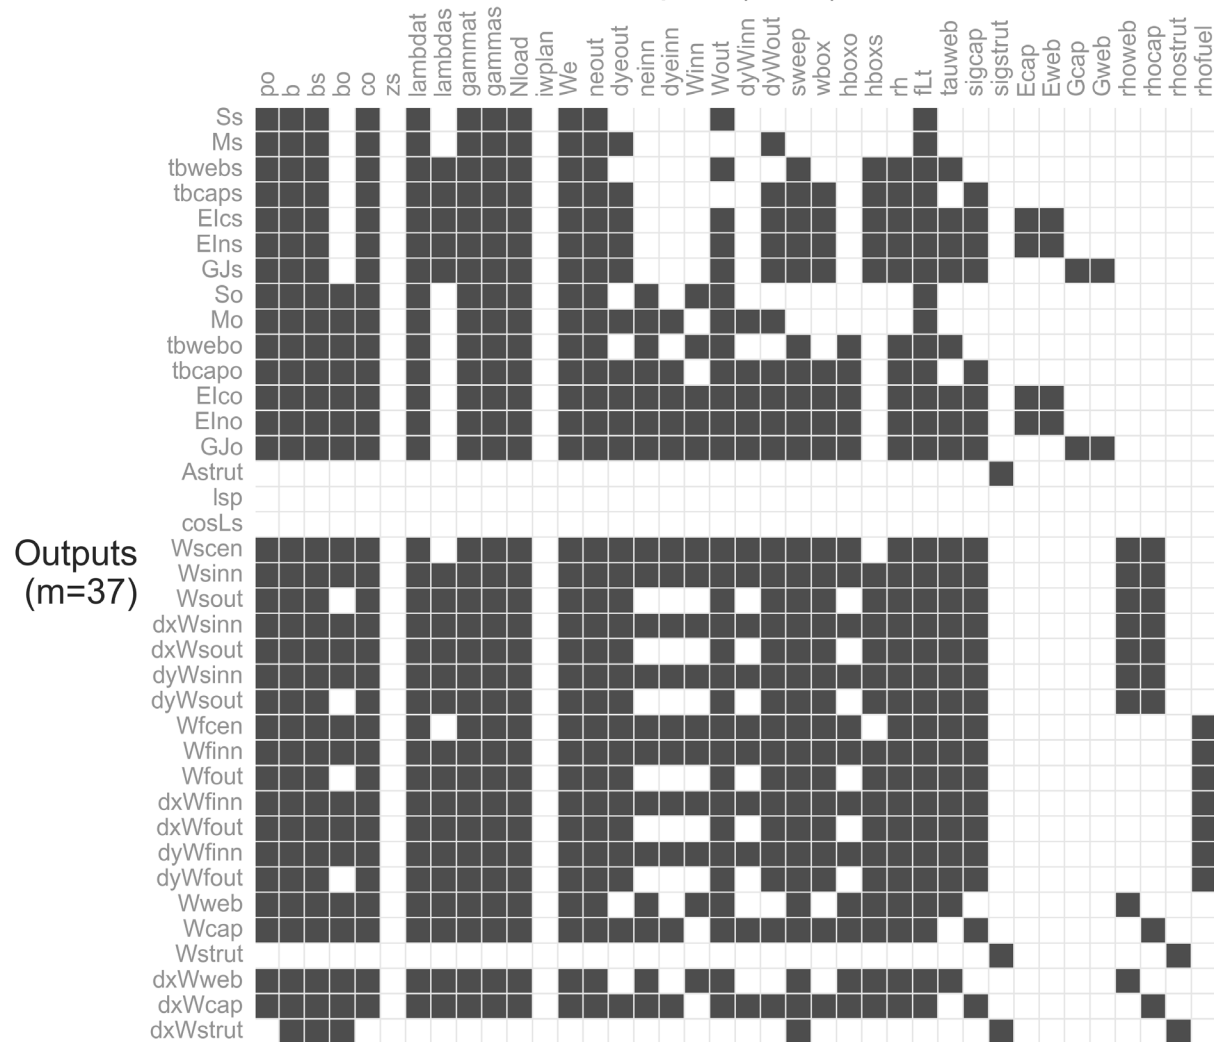 po
b
bs
bo
co
zs
lambdat
lambdas
gammat
gammas
Nload
iwplan
We
neout
dyeout
neinn
dyeinn
Winn
Wout
dyWinn
dyWout
sweep
wbox
hboxo
hboxs
rh
fLt
tauweb
sigcap
sigstrut
Ecap
Eweb
Gcap
Gweb
rhoweb
rhocap
rhostrut
rhofuel
Ss
Ms
tbwebs
tbcaps
EIcs
EIns
GJs
So
Mo
tbwebo
tbcapo
EIco
EIno
GJo
Astrut
lsp
cosLs
Outputs
(m=37)
Wscen
Wsinn
Wsout
dxWsinn
dxWsout
dyWsinn
dyWsout
Wfcen
Wfinn
Wfout
dxWfinn
dxWfout
dyWfinn
dyWfout
Wweb
Wcap
Wstrut
dxWweb
dxWcap
dxWstrut